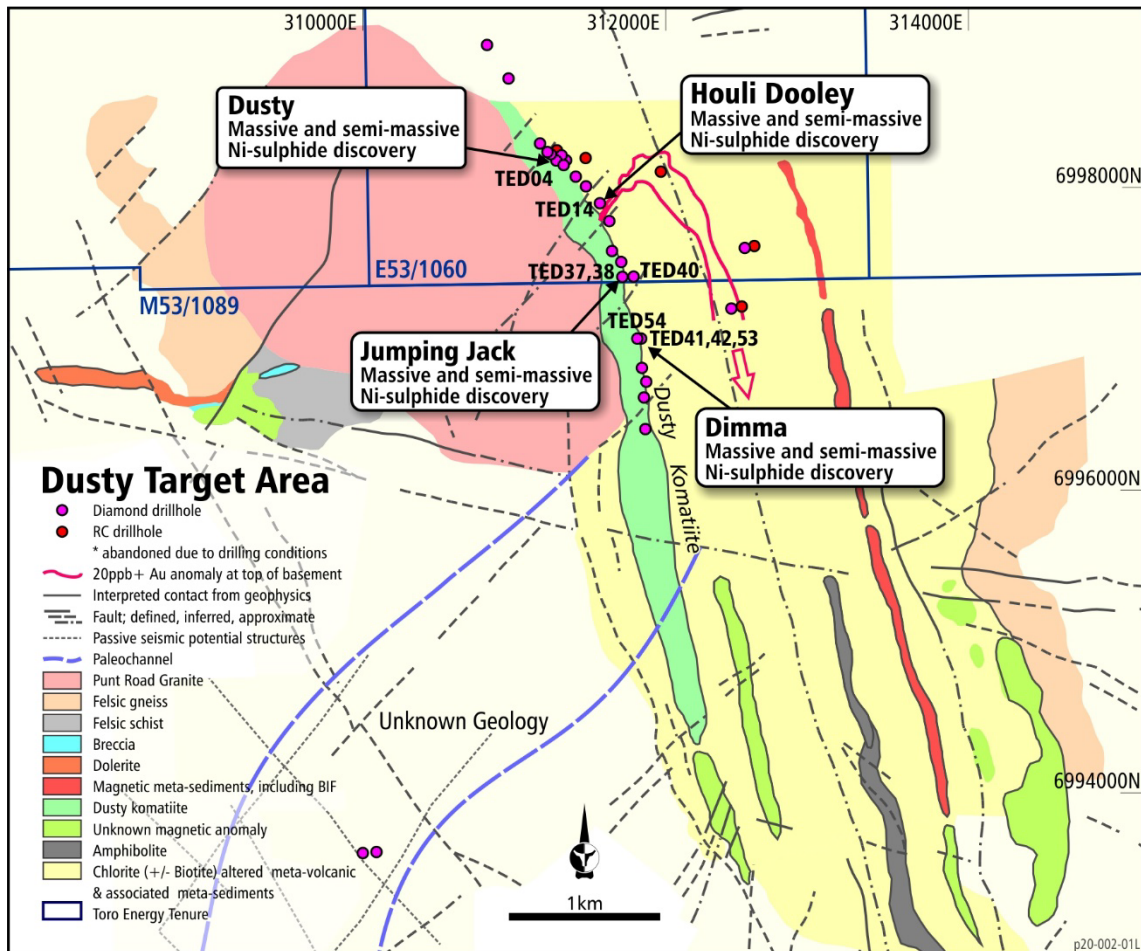 310000E
312000E
314000E
Dusty
Massive and semi-massive
Ni-sulphide discovery
Houli Dooley
Massive and semi-massive
Ni-sulphide discovery
TED04
6998000N
TED14
E53/1060
TED37,38
TED40
M53/1089
TED54
TED41,42,53
Jumping Jack
Massive and semi-massive
Ni-sulphide discovery
Dusty Komatiite
Dimma
Massive and semi-massive
Ni-sulphide discovery
6996000N
Dusty Target Area
Diamond drillhole
RC drillhole
* abandoned due to drilling conditions
20ppb+ Au anomaly at top of basement
Interpreted contact from geophysics
Fault; defined, inferred, approximate
Passive seismic potential structures
Paleochannel
Punt Road Granite
Felsic gneiss
Felsic schist
Breccia
Dolerite
Magnetic meta-sediments, including BIF
Dusty komatiite
Unknown magnetic anomaly
Amphibolite
Chlorite (+/- Biotite) altered meta-volcanic
& associated meta-sediments
Toro Energy Tenure
Unknown Geology
6994000N
1km
p20-002-01L